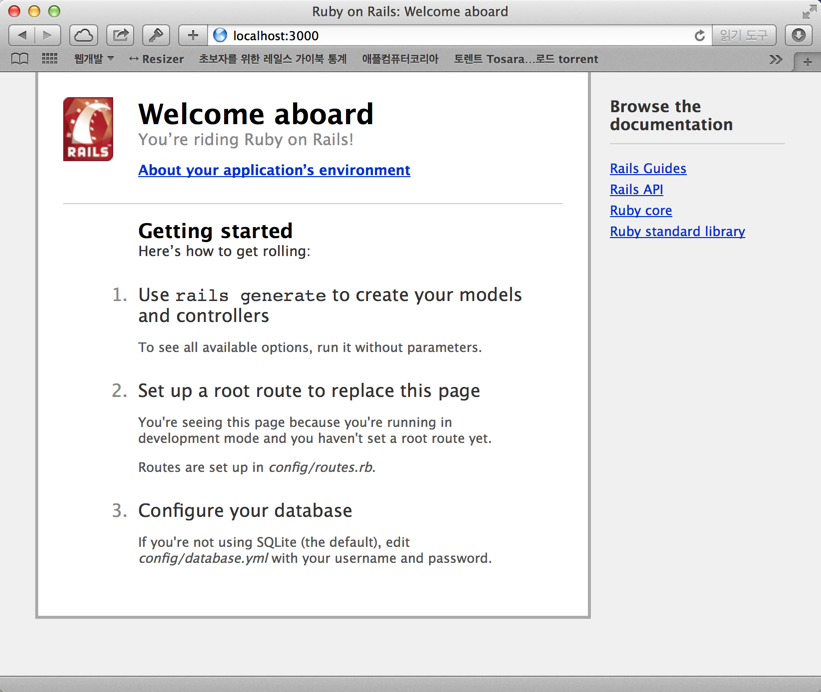 Ruby on Rails: Welcome aboard
localhost:3000
읽기 도구
웹개발 ▾ ↔ Resizer 초보자를 위한 레일스 가이북 통계 애플컴퓨터코리아 토렌트 Tosara...로드 torrent
RAILS
Welcome aboard
You're riding Ruby on Rails!
About your application's environment
Getting started
Here's how to get rolling:
1. Use rails generate to create your models
and controllers
To see all available options, run it without parameters.
2. Set up a root route to replace this page
You're seeing this page because you're running in
development mode and you haven't set a root route yet.
Routes are set up in config/routes.rb.
3. Configure your database
If you're not using SQLite (the default), edit
config/database.yml with your username and password.
Browse the
documentation
Rails Guides
Rails API
Ruby core
Ruby standard library